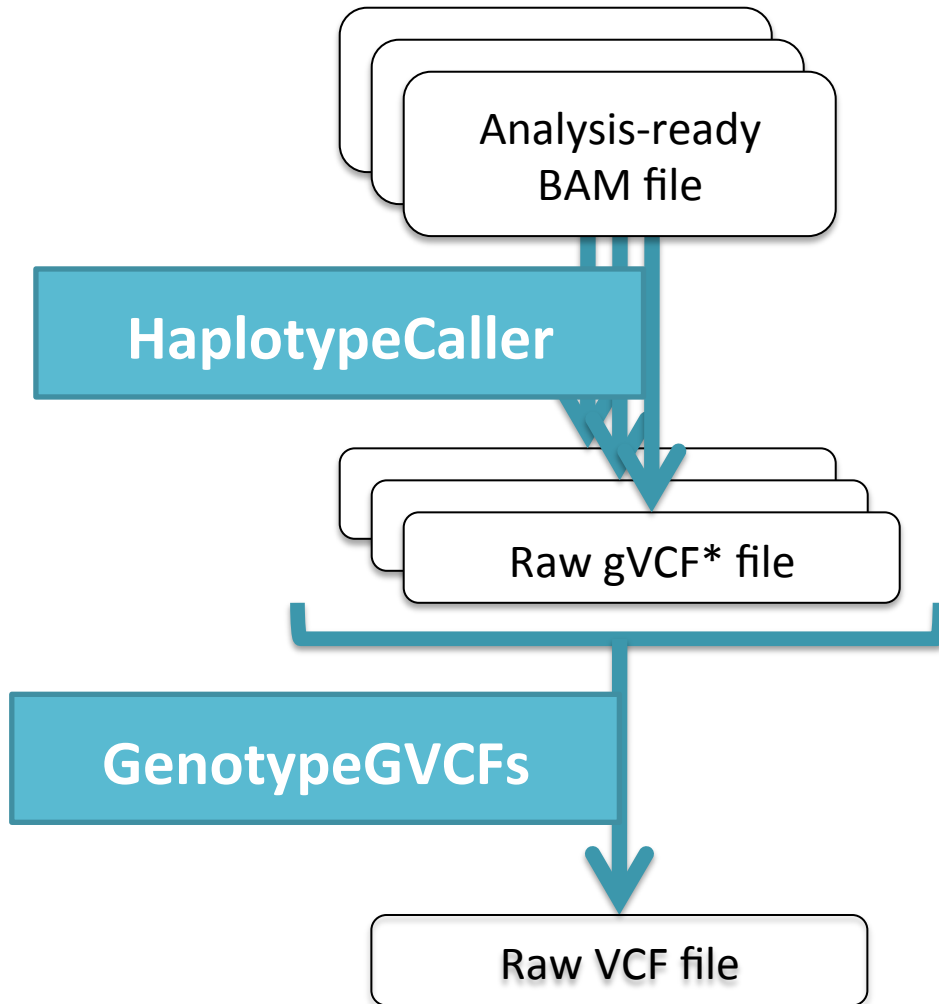 Analysis-ready
BAM file
HaplotypeCaller
Raw gVCF* file
GenotypeGVCFs
Raw VCF file